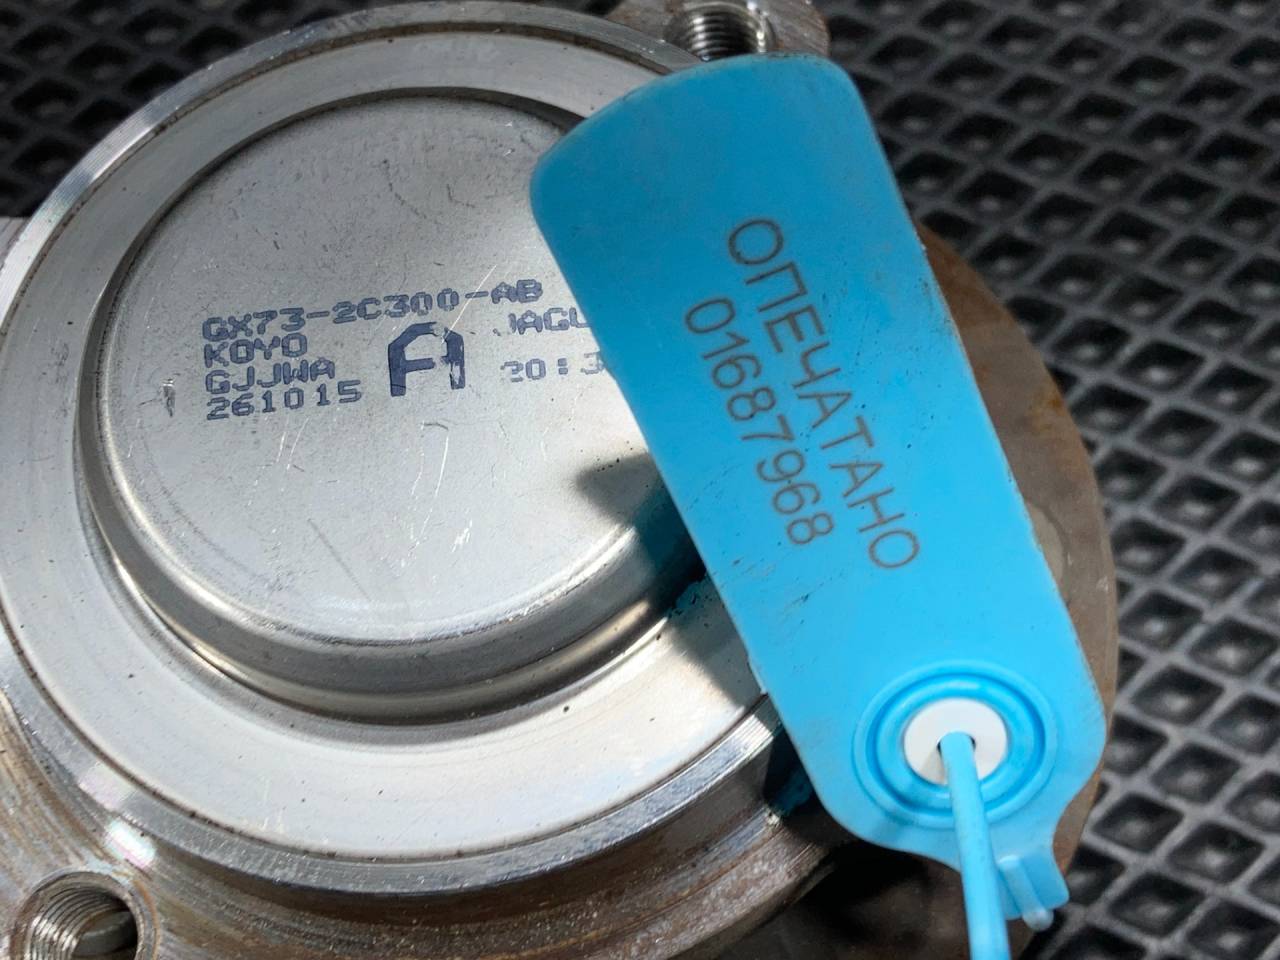 GX73-2C300-AB
KOYO
GJJWA
261015
A
ОПЕЧАТАНО
01687968